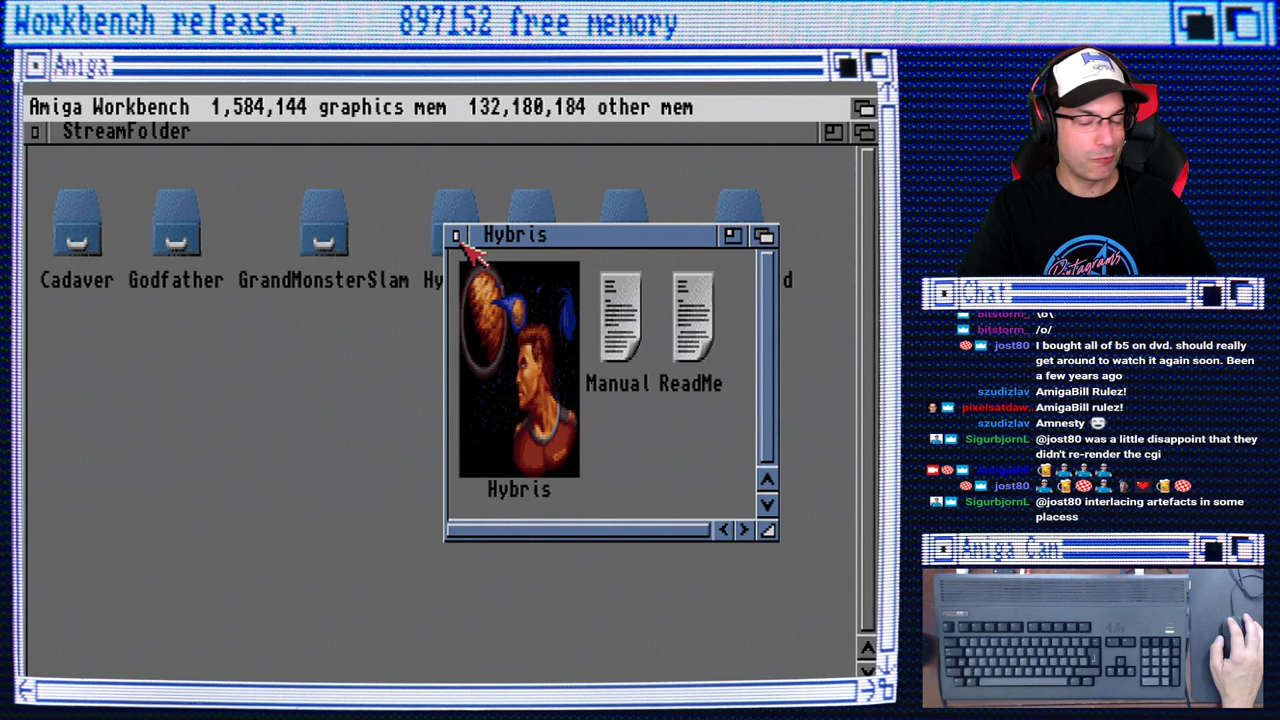 Workbench release. 897152 free memory
Amiga
Amiga Workbench 1,584,144 graphics mem 132,180,184 other mem
StreamFolder
Cadaver Godfather GrandMonsterSlam Hy d
Hybris
Manual ReadMe
Hybris
Chat
bitstorm_ \o\
bitstorm_ /o/
jost80 I bought all of b5 on dvd. should really
get around to watch it again soon. Been
a few years ago
szudizlav AmigaBill Rulez!
pixelsatdaw.. AmigaBill rulez!
szudizlav Amnesty
SigurbjornL @jost80 was a little disappoint that they
didn't re-render the cgi
AmigaBill
jost80
SigurbjornL @jost80 interlacing artefacts in some
placess
Amiga Cam